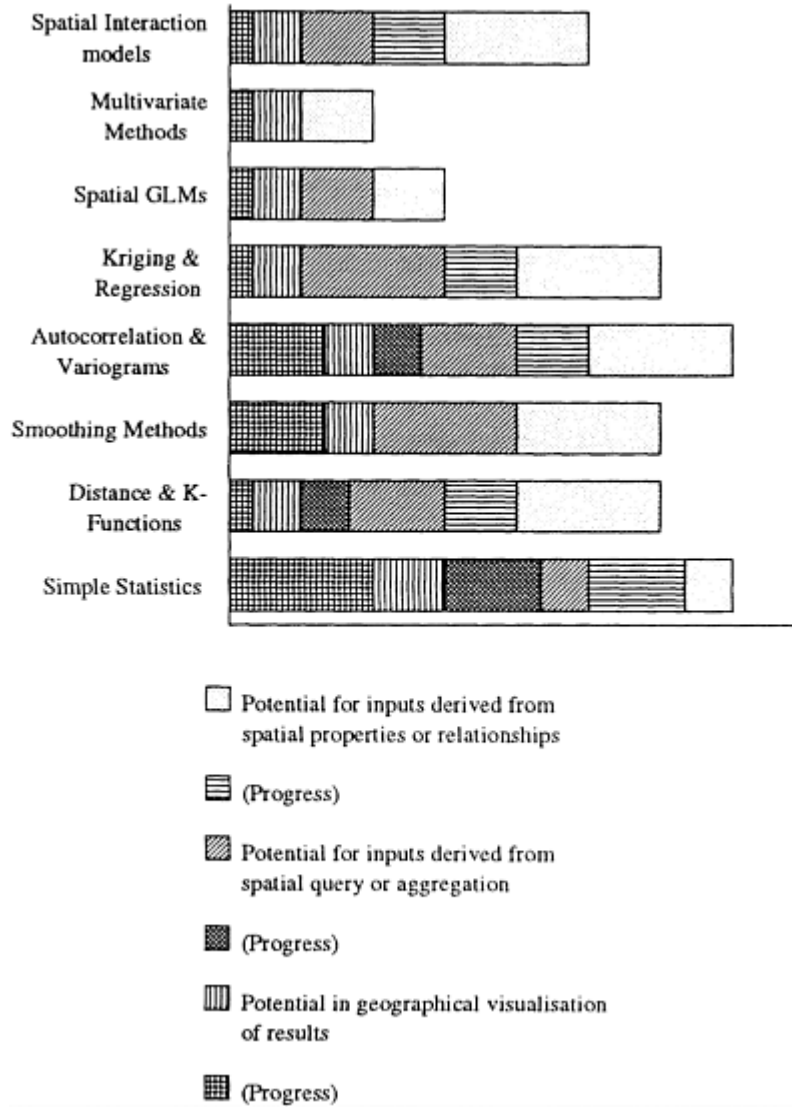 Spatial Interaction
models
Multivariate
Methods
Spatial GLMs
Kriging &
Regression
Autocorrelation &
Variograms
Smoothing Methods
Distance & K-
Functions
Simple Statistics
Potential for inputs derived from
spatial properties or relationships
(Progress)
Potential for inputs derived from
spatial query or aggregation
(Progress)
Potential in geographical visualisation
of results
(Progress)